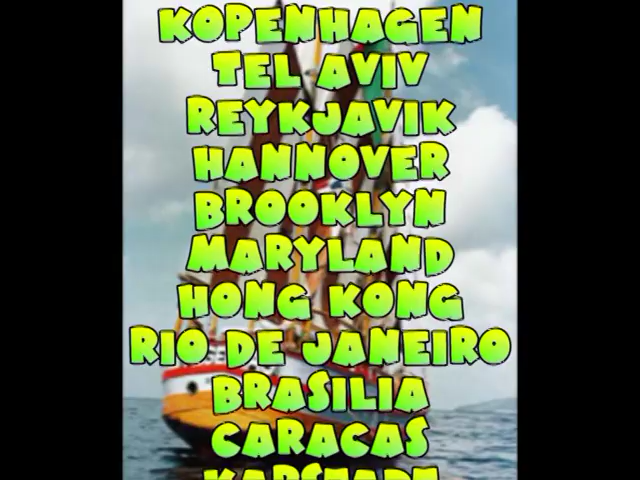 KOPENHAGEN
TEL AVIV
REYKJAVIK
HANNOVER
BROOKLYN
MARYLAND
HONG KONG
RIO DE JANEIRO
BRASILIA
CARACAS